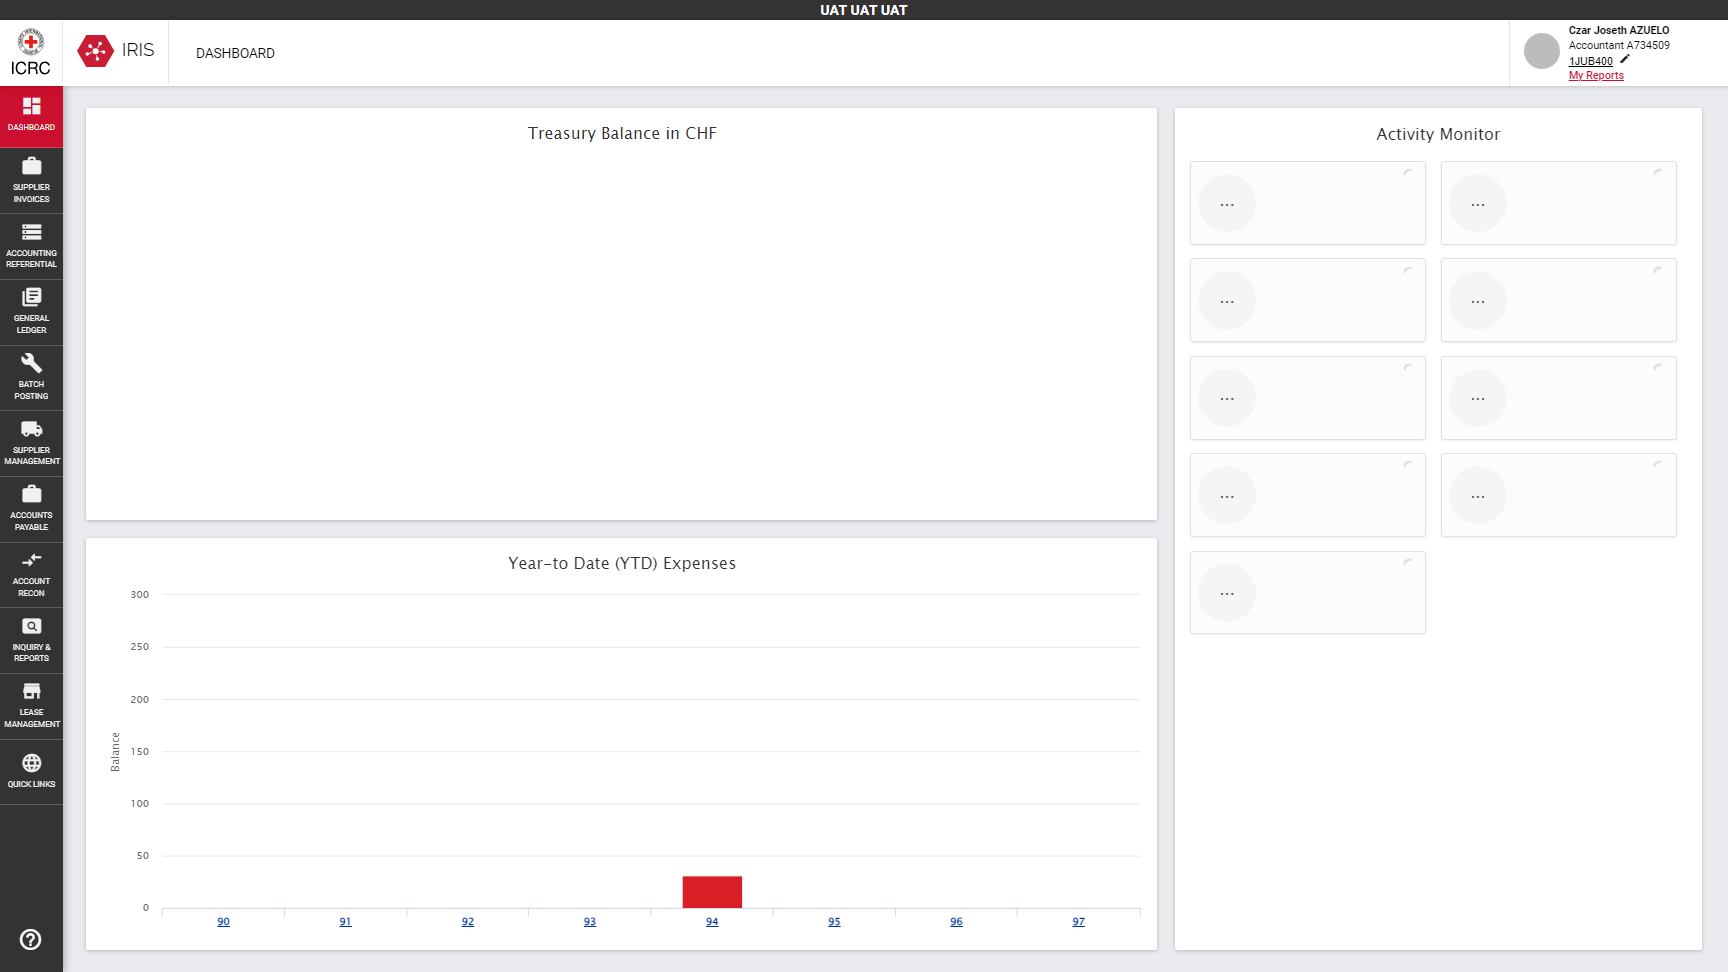 UAT UAT UAT
ICRC
IRIS
DASHBOARD
Czar Joseth AZUELO
Accountant A734509
1JUB400
My Reports
DASHBOARD
SUPPLIER
INVOICES
ACCOUNTING
REFERENTIAL
GENERAL
LEDGER
BATCH
POSTING
SUPPLIER
MANAGEMENT
ACCOUNTS
PAYABLE
ACCOUNT
RECON
INQUIRY &
REPORTS
LEASE
MANAGEMENT
QUICK LINKS
Treasury Balance in CHF
Year-to Date (YTD) Expenses
300
250
200
150
100
50
0
Balance
90 91 92 93 94 95 96 97
Activity Monitor
... ...
... ...
... ...
... ...
...